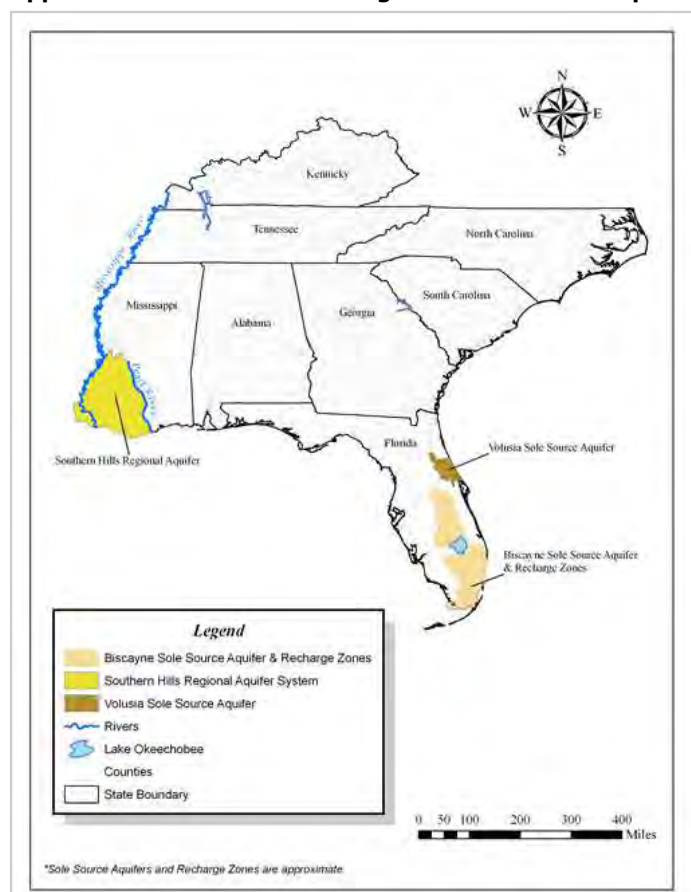 N
W E
S
Kentucky
Mississippi River
Tennessee
North Carolina
Mississippi
Alabama
Georgia
South Carolina
Pearl River
Southern Hills Regional Aquifer
Florida
Volusia Sole Source Aquifer
Biscayne Sole Source Aquifer
& Recharge Zones
Legend
Biscayne Sole Source Aquifer & Recharge Zones
Southern Hills Regional Aquifer System
Volusia Sole Source Aquifer
Rivers
Lake Okeechobee
Counties
State Boundary
0 50 100 200 300 400
Miles
*Sole Source Aquifers and Recharge Zones are approximate